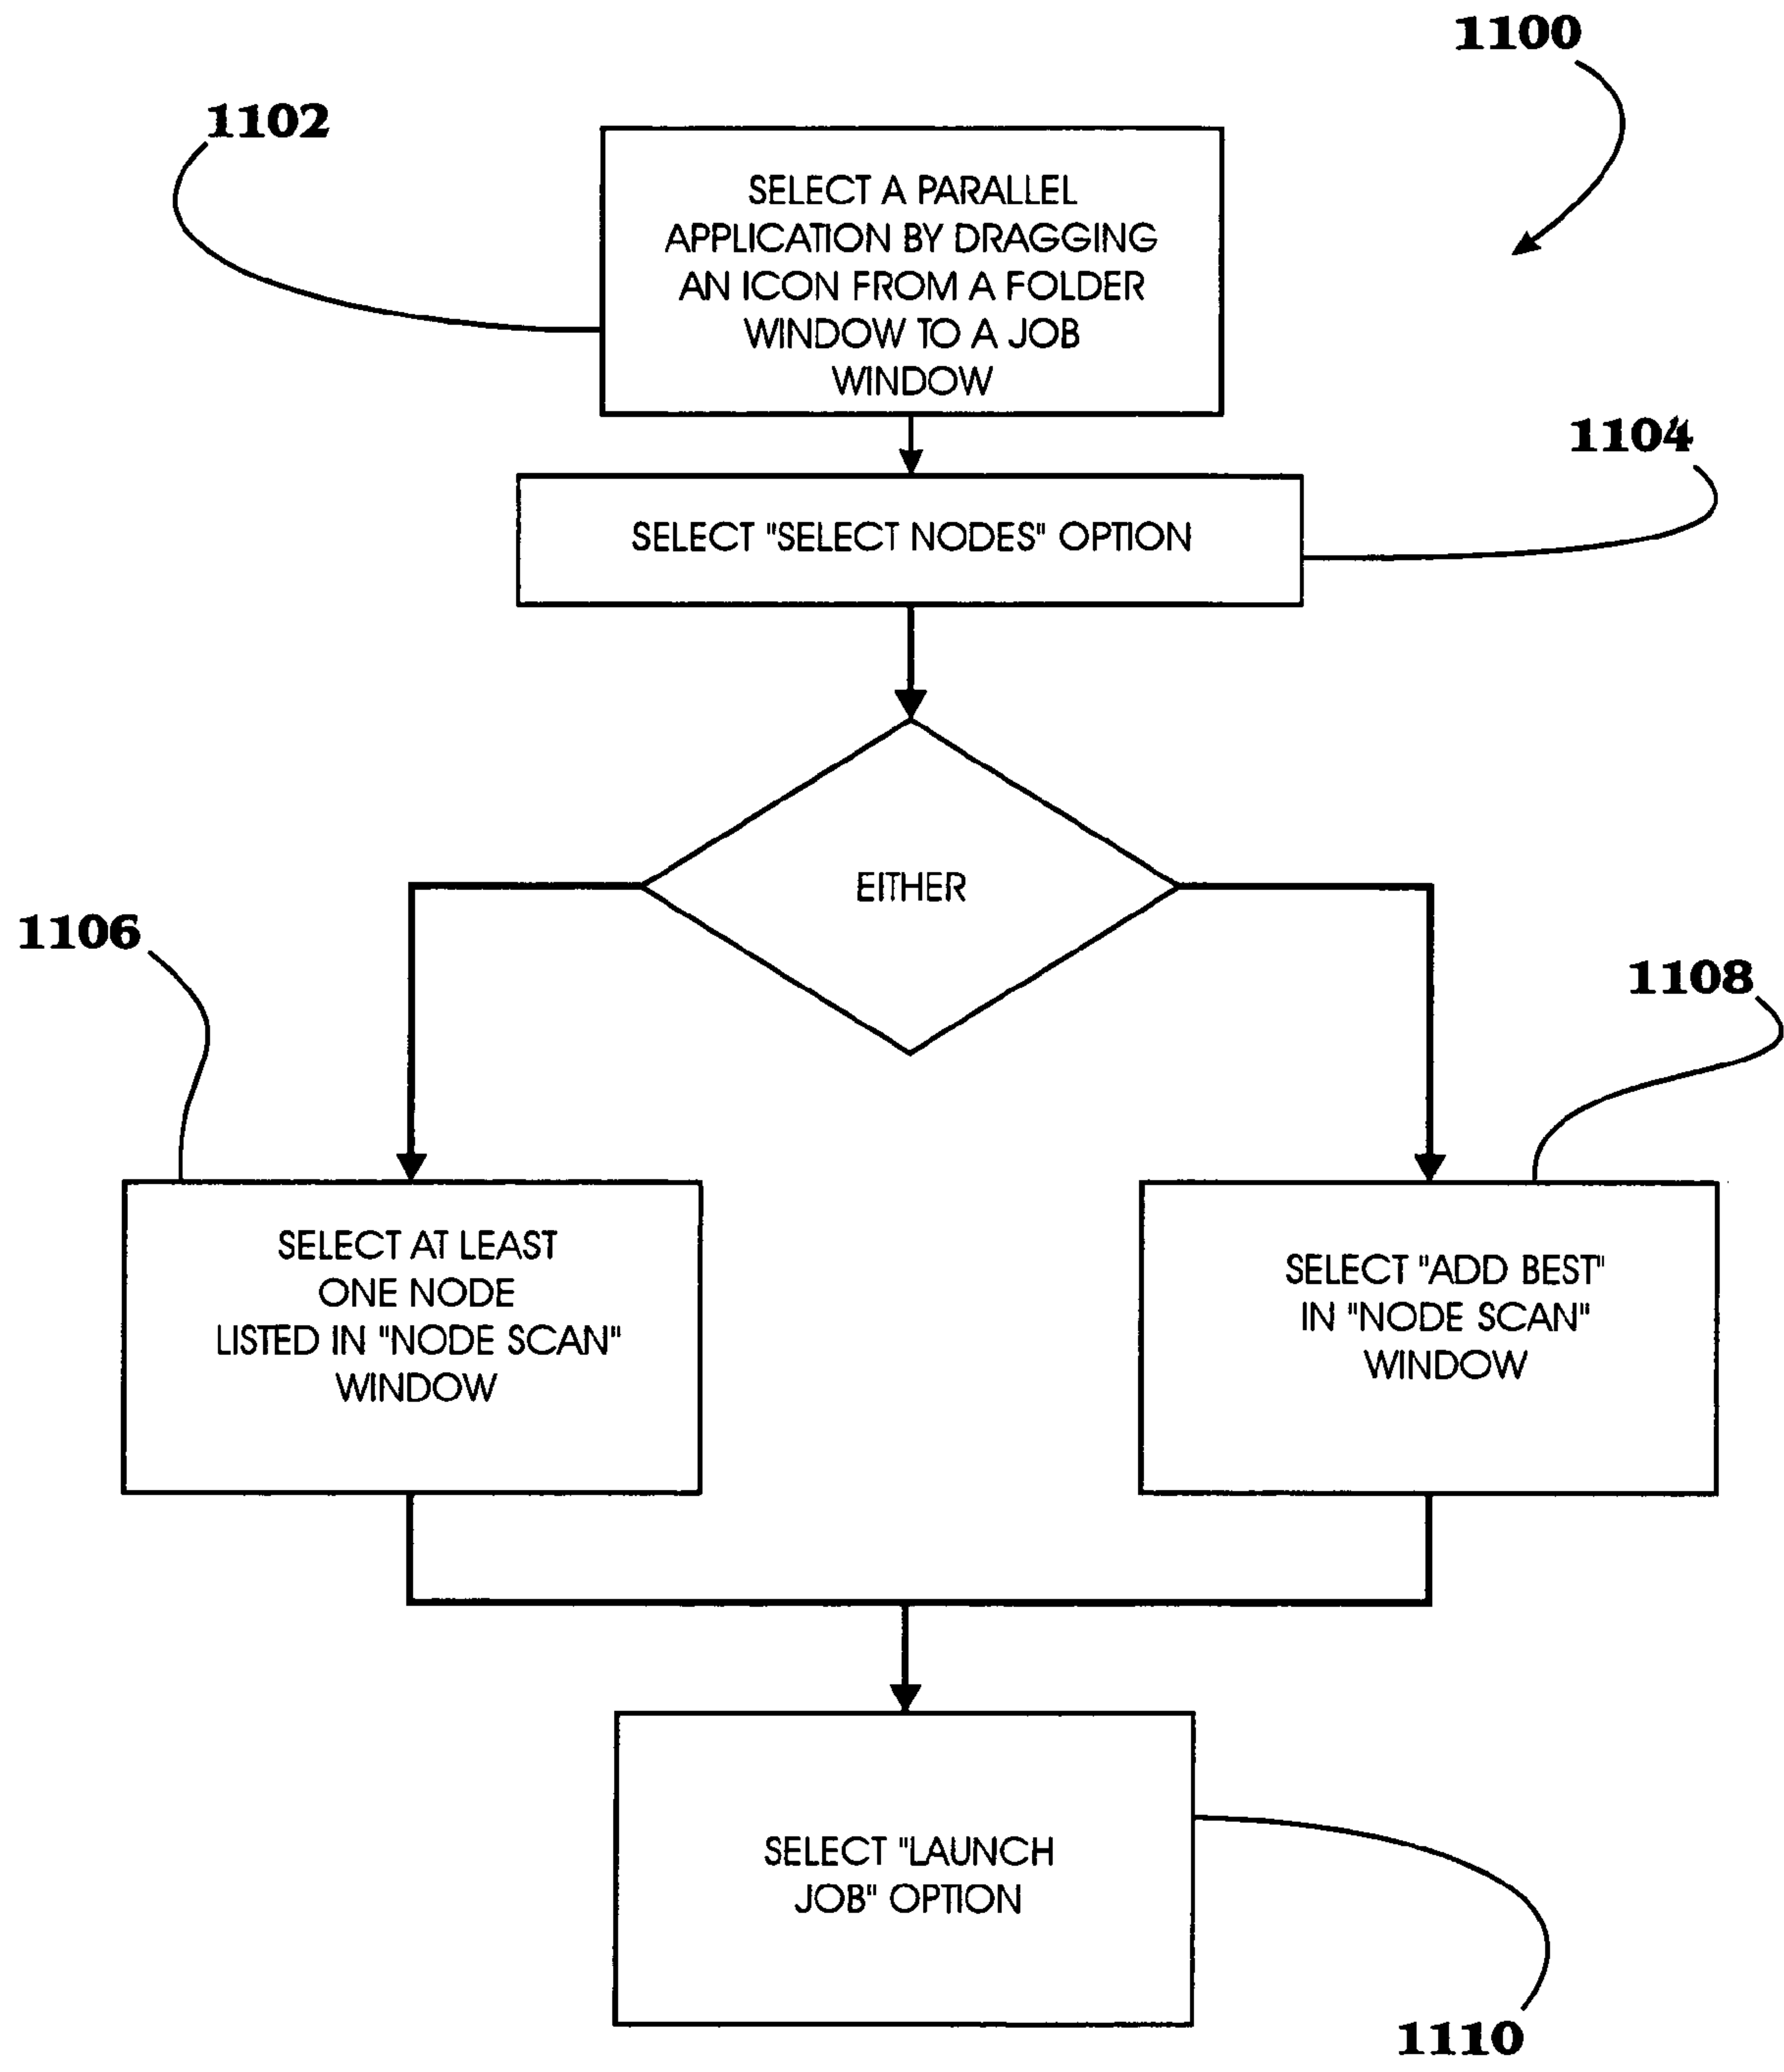 1100
1102
SELECT A PARALLEL
APPLICATION BY DRAGGING
AN ICON FROM A FOLDER
WINDOW TO A JOB
WINDOW
1104
SELECT "SELECT NODES" OPTION
EITHER
1106
1108
SELECT AT LEAST
ONE NODE
LISTED IN "NODE SCAN"
WINDOW
SELECT "ADD BEST"
IN "NODE SCAN"
WINDOW
SELECT "LAUNCH
JOB" OPTION
1110